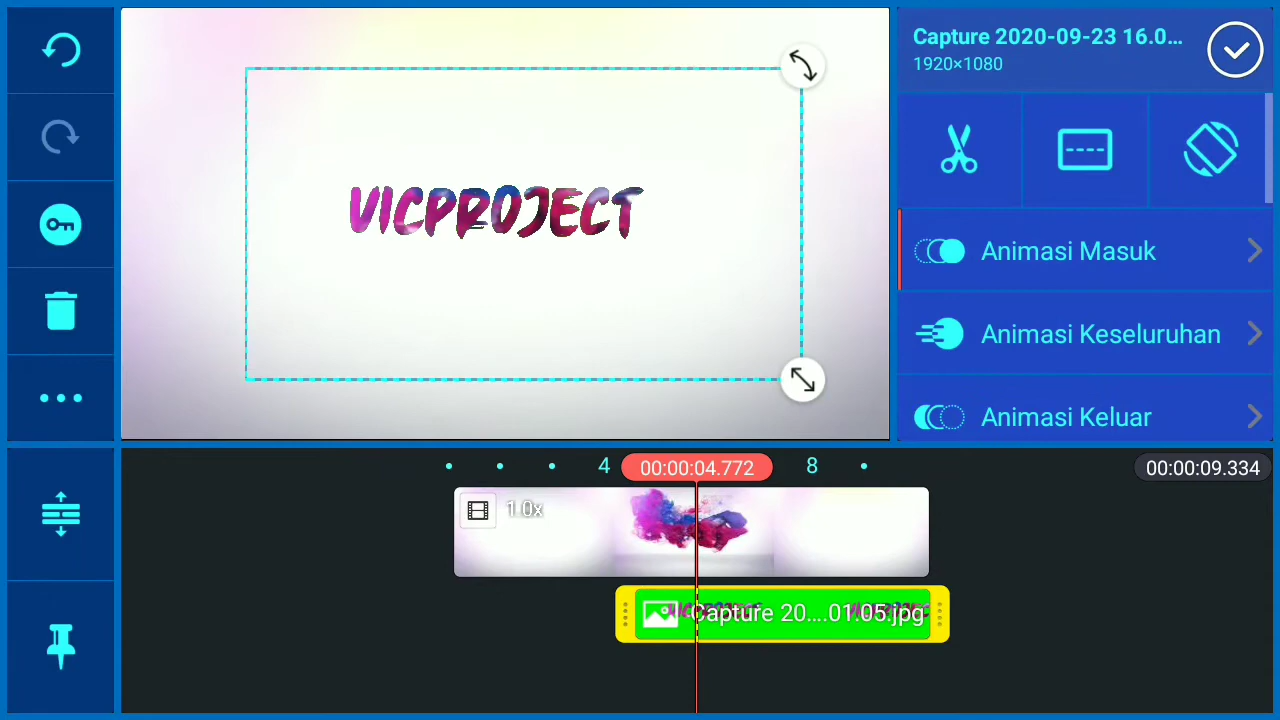 Capture 2020-09-23 16.0...
1920×1080
VICPROJECT
Animasi Masuk
Animasi Keseluruhan
Animasi Keluar
4
00:00:04.772
8
00:00:09.334
1.0x
Capture 20....01.05.jpg